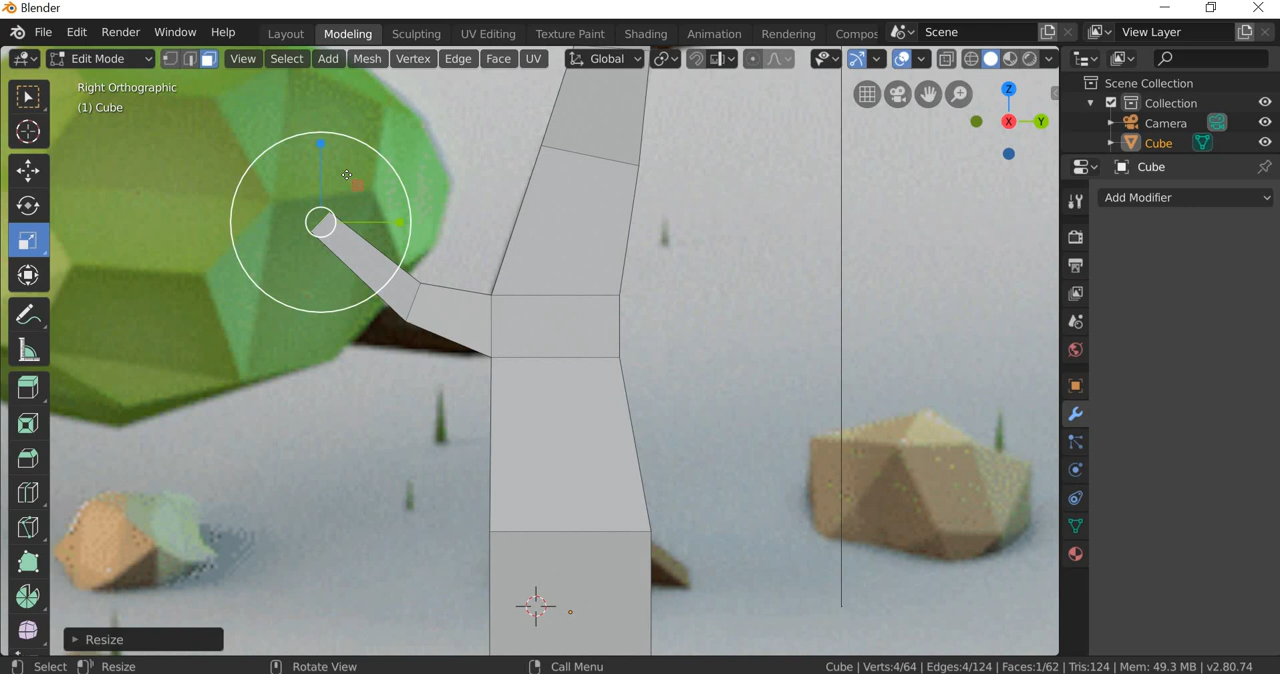 Blender
File Edit Render Window Help Layout Modeling Sculpting UV Editing Texture Paint Shading Animation Rendering Compos Scene View Layer
Edit Mode View Select Add Mesh Vertex Edge Face UV Global
Right Orthographic
(1) Cube
Z
X
Y
Scene Collection
Collection
Camera
Cube
Cube
Add Modifier
Resize
Select Resize Rotate View Call Menu Cube | Verts:4/64 | Edges:4/124 | Faces:1/62 | Tris:124 | Mem: 49.3 MB | v2.80.74